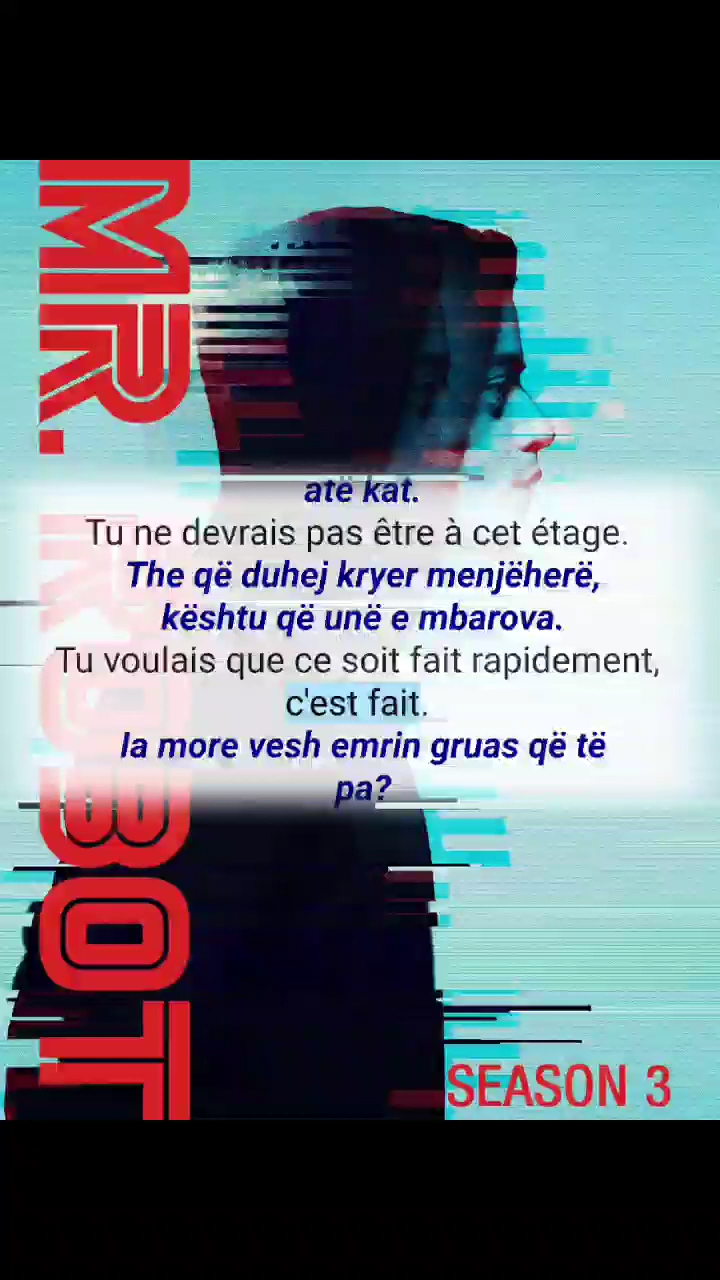 MR. ROBOT
atë kat.
Tu ne devrais pas être à cet étage.
The që duhej kryer menjëherë,
kështu që unë e mbarova.
Tu voulais que ce soit fait rapidement,
c'est fait.
Ia more vesh emrin gruas që të
pa?
SEASON 3